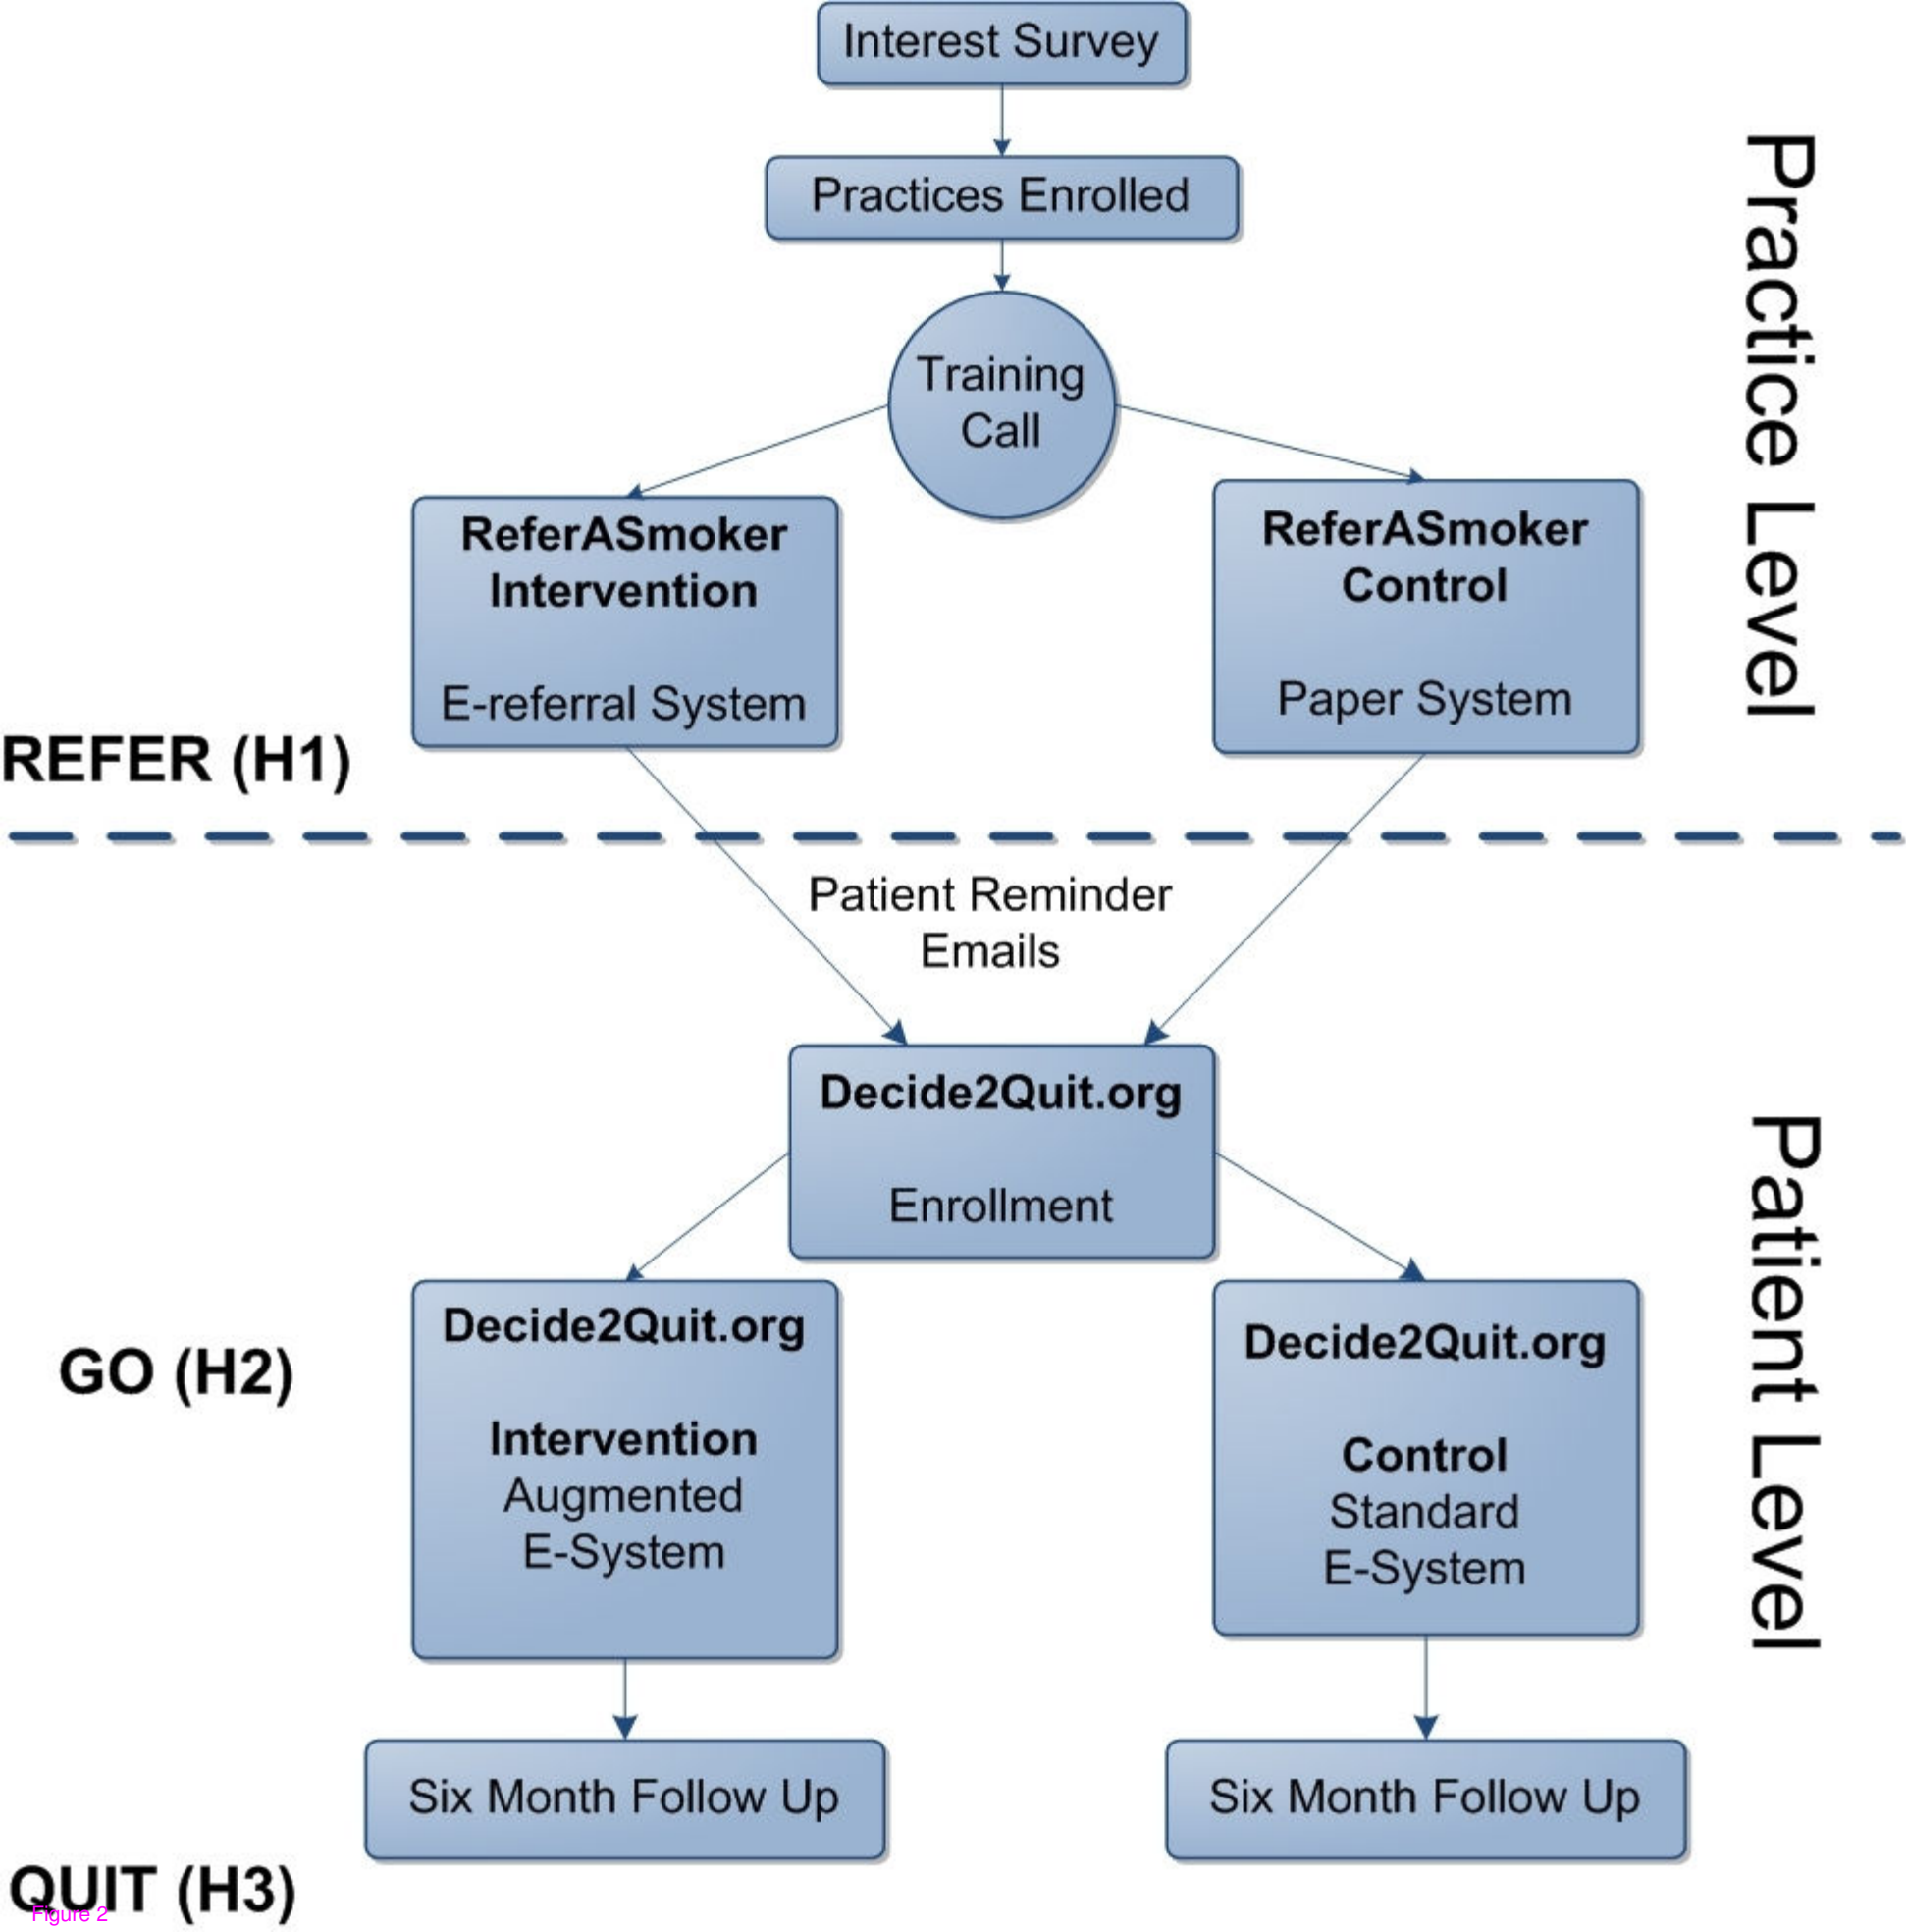 Interest Survey
Practices Enrolled
Training
Call
Practice Level
ReferASmoker
Intervention
E-referral System
ReferASmoker
Control
Paper System
REFER (H1)
Patient Reminder
Emails
Decide2Quit.org
Enrollment
Patient Level
GO (H2)
Decide2Quit.org
Intervention
Augmented
E-System
Decide2Quit.org
Control
Standard
E-System
Six Month Follow Up
Six Month Follow Up
QUIT (H3)
Figure 2